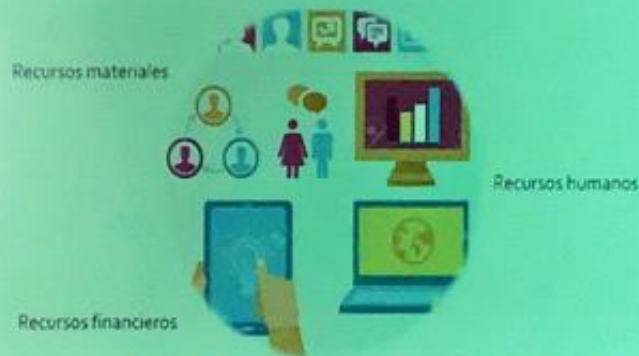 Recursos materiales
Recursos humanos
Recursos financieros